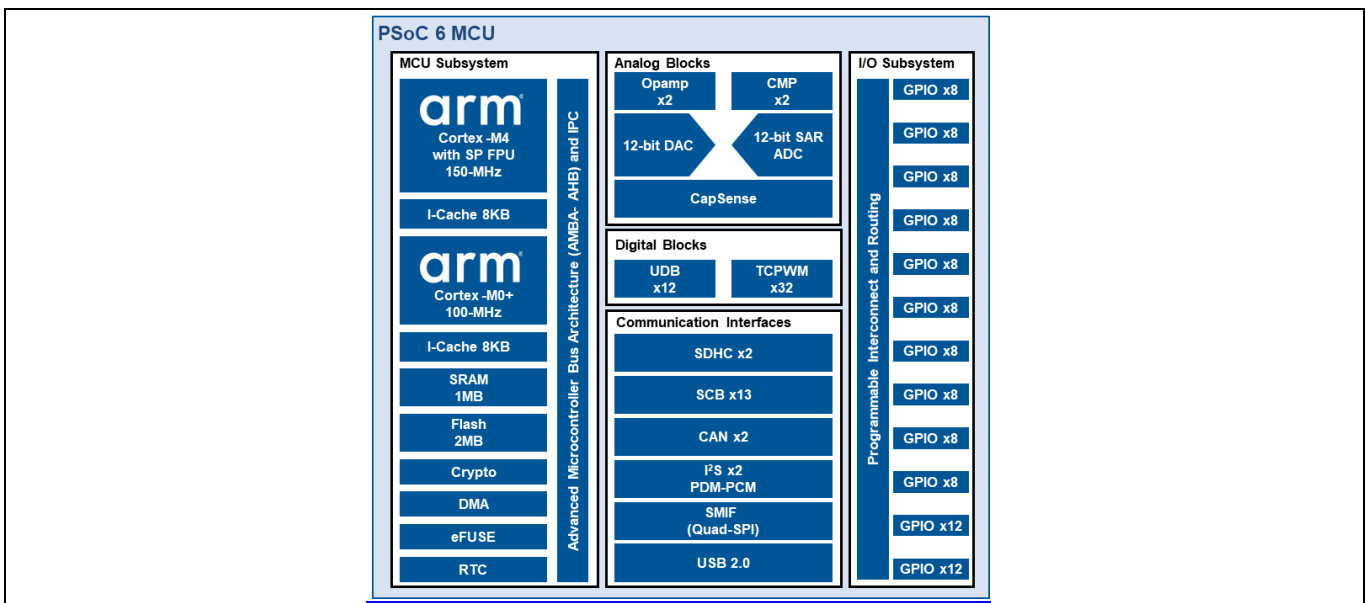 PSoC 6 MCU
MCU Subsystem
arm®
Cortex -M4
with SP FPU
150-MHz
I-Cache 8KB
arm®
Cortex -M0+
100-MHz
I-Cache 8KB
SRAM
1MB
Flash
2MB
Crypto
DMA
eFUSE
RTC
Advanced Microcontroller Bus Architecture (AMBA- AHB) and IPC
Analog Blocks
Opamp
x2
CMP
x2
12-bit DAC
12-bit SAR
ADC
CapSense
Digital Blocks
UDB
x12
TCPWM
x32
Communication Interfaces
SDHC x2
SCB x13
CAN x2
I²S x2
PDM-PCM
SMIF
(Quad-SPI)
USB 2.0
I/O Subsystem
Programmable Interconnect and Routing
GPIO x8
GPIO x8
GPIO x8
GPIO x8
GPIO x8
GPIO x8
GPIO x8
GPIO x8
GPIO x8
GPIO x8
GPIO x12
GPIO x12